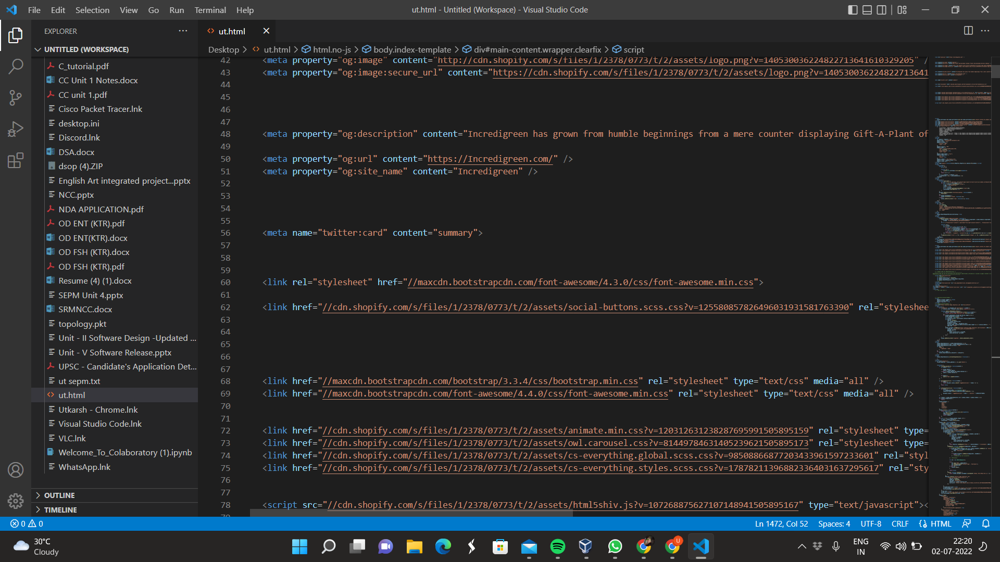 File Edit Selection View Go Run Terminal Help
ut.html - Untitled (Workspace) - Visual Studio Code
EXPLORER
UNTITLED (WORKSPACE)
C_tutorial.pdf
CC Unit 1 Notes.docx
CC unit 1.pdf
Cisco Packet Tracer.lnk
desktop.ini
Discord.lnk
DSA.docx
dsop (4).ZIP
English Art integrated project...pptx
NCC.pptx
NDA APPLICATION.pdf
OD ENT (KTR).pdf
OD ENT(KTR).docx
OD FSH (KTR).docx
OD FSH (KTR).pdf
Resume (4) (1).docx
SEPM Unit 4.pptx
SRMNCC.docx
topology.pkt
Unit - II Software Design -Updated ...
Unit - V Software Release.pptx
UPSC - Candidate's Application Det...
ut sepm.txt
ut.html
Utkarsh - Chrome.lnk
Visual Studio Code.lnk
VLC.lnk
Welcome_To_Colaboratory (1).ipynb
WhatsApp.lnk
OUTLINE
TIMELINE
ut.html
Desktop > ut.html > html.no-js > body.index-template > div#main-content.wrapper.clearfix > script
42 <meta property="og:image" content="http://cdn.shopify.com/s/files/1/2378/0773/t/2/assets/logo.png?v=140530036224822713641610329205" /
43 <meta property="og:image:secure_url" content="https://cdn.shopify.com/s/files/1/2378/0773/t/2/assets/logo.png?v=140530036224822713641
44
45
46
47
48 <meta property="og:description" content="Incredigreen has grown from humble beginnings from a mere counter displaying Gift-A-Plant of
49
50 <meta property="og:url" content="https://Incredigreen.com/" />
51 <meta property="og:site_name" content="Incredigreen" />
52
53
54
55
56 <meta name="twitter:card" content="summary">
57
58
59
60 <link rel="stylesheet" href="//maxcdn.bootstrapcdn.com/font-awesome/4.3.0/css/font-awesome.min.css">
61
62 <link href="//cdn.shopify.com/s/files/1/2378/0773/t/2/assets/social-buttons.scss.css?v=125580857826496031931581763390" rel="styleshee
63
64
65
66
67
68 <link href="//maxcdn.bootstrapcdn.com/bootstrap/3.3.4/css/bootstrap.min.css" rel="stylesheet" type="text/css" media="all" />
69 <link href="//maxcdn.bootstrapcdn.com/font-awesome/4.4.0/css/font-awesome.min.css" rel="stylesheet" type="text/css" media="all" />
70
71
72 <link href="//cdn.shopify.com/s/files/1/2378/0773/t/2/assets/animate.min.css?v=120312631238287695991505895159" rel="stylesheet" type=
73 <link href="//cdn.shopify.com/s/files/1/2378/0773/t/2/assets/owl.carousel.css?v=81449784631405239621505895173" rel="stylesheet" type=
74 <link href="//cdn.shopify.com/s/files/1/2378/0773/t/2/assets/cs-everything.global.scss.css?v=98508866877203433961597233601" rel="styl
75 <link href="//cdn.shopify.com/s/files/1/2378/0773/t/2/assets/cs-everything.styles.scss.css?v=178782113968823364031637295617" rel="sty
76
77
78 <script src="//cdn.shopify.com/s/files/1/2378/0773/t/2/assets/html5shiv.js?v=107268875627107148941505895167" type="text/javascript"><
0 0 Ln 1472, Col 52 Spaces: 4 UTF-8 CRLF HTML
30°C
Cloudy
U
ENG
IN
22:20
02-07-2022